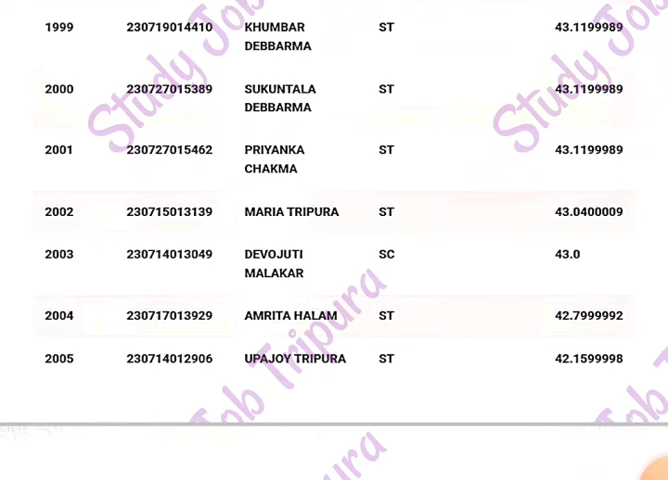 1999 230719014410 KHUMBAR ST 43.1199989
DEBBARMA
2000 230727015389 SUKUNTALA ST 43.1199989
DEBBARMA
2001 230727015462 PRIYANKA ST 43.1199989
CHAKMA
2002 230715013139 MARIA TRIPURA ST 43.0400009
2003 230714013049 DEVOJUTI SC 43.0
MALAKAR
2004 230717013929 AMRITA HALAM ST 42.7999992
2005 230714012906 UPAJOY TRIPURA ST 42.1599998
Study Job Tripura
Study Job
Job Tripura